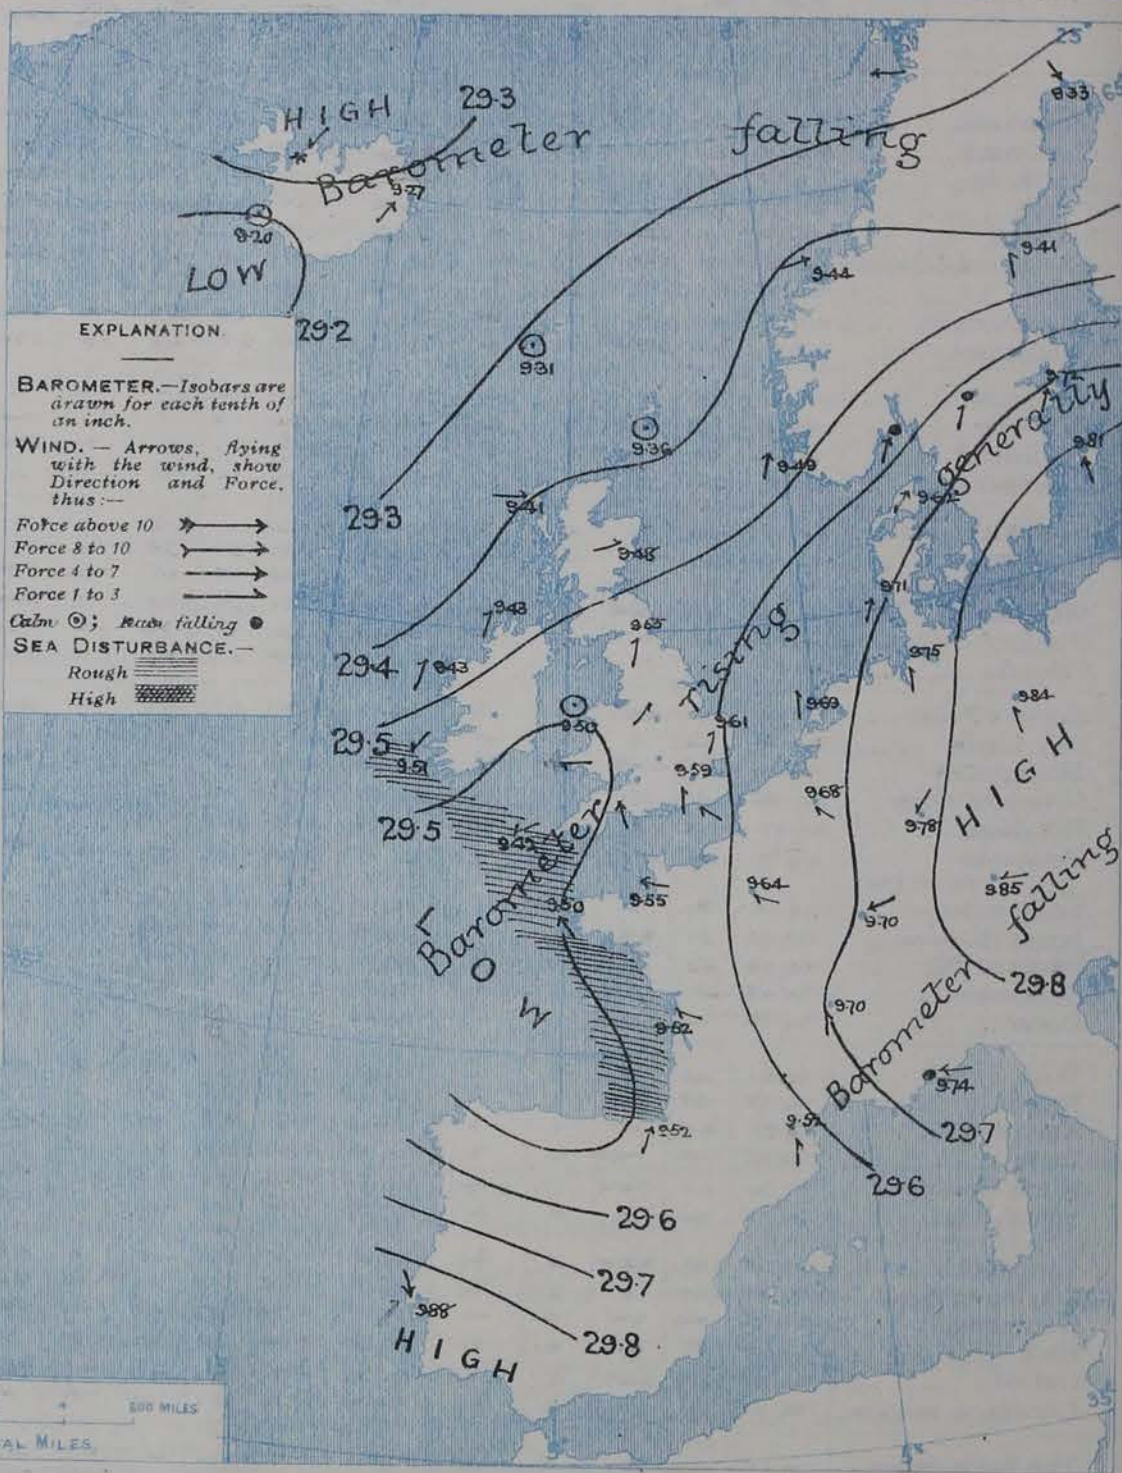 25
HIGH
29.3
Barometer falling
9.33
65
9.27
9.20
LOW
29.2
9.44
9.41
EXPLANATION.
BAROMETER.—Isobars are
drawn for each tenth of
an inch.
WIND. — Arrows, flying
with the wind, show
Direction and Force,
thus:—
Force above 10
Force 8 to 10
Force 4 to 7
Force 1 to 3
Calm ⊙; Rain falling ●
SEA DISTURBANCE.—
Rough
High
9.31
9.36
9.72
generally
9.81
9.49
9.62
29.3
9.41
9.48
9.71
9.43
9.65
rising
29.4
9.43
9.75
9.69
9.84
29.5
9.50
9.61
9.51
9.59
9.68
HIGH
29.5
9.78
Barometer
9.42
9.55
9.64
9.85
falling
9.50
9.70
LOW
29.8
9.52
9.70
Barometer
9.74
9.52
9.52
29.7
29.6
29.6
29.7
9.88
29.8
HIGH
500 MILES
AL MILES.
35
5°